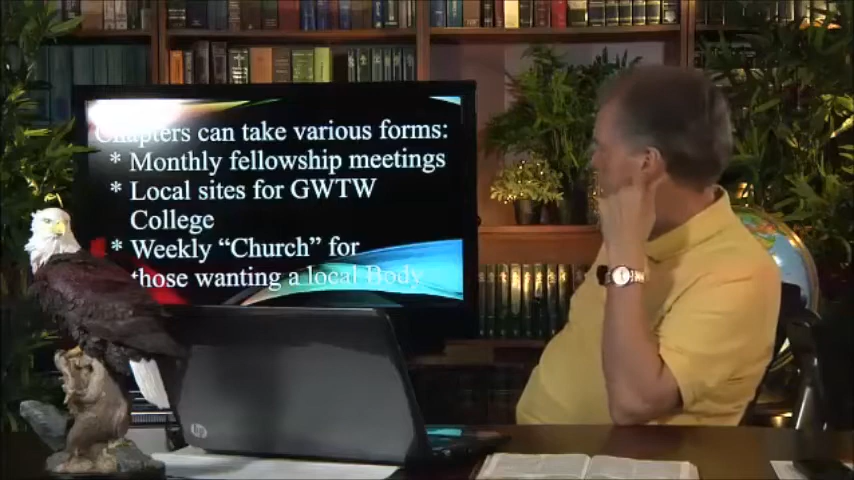 Chapters can take various forms:
* Monthly fellowship meetings
* Local sites for GWTW
College
* Weekly “Church” for
those wanting a local Body
hp